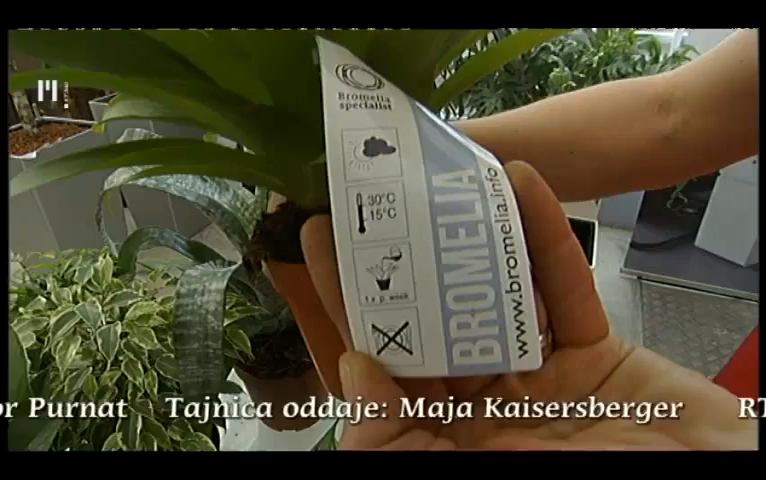 Bromelia
specialist
30°C
15°C
1 x p. week
BROMELIA
www.bromelia.info
or Purnat Tajnica oddaje: Maja Kaisersberger RT